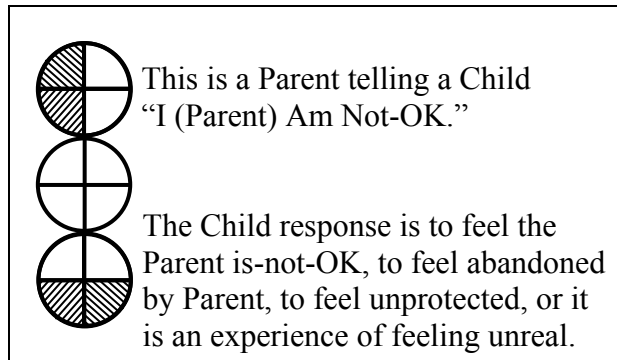 This is a Parent telling a Child
“I (Parent) Am Not-OK.”
The Child response is to feel the
Parent is-not-OK, to feel abandoned
by Parent, to feel unprotected, or it
is an experience of feeling unreal.